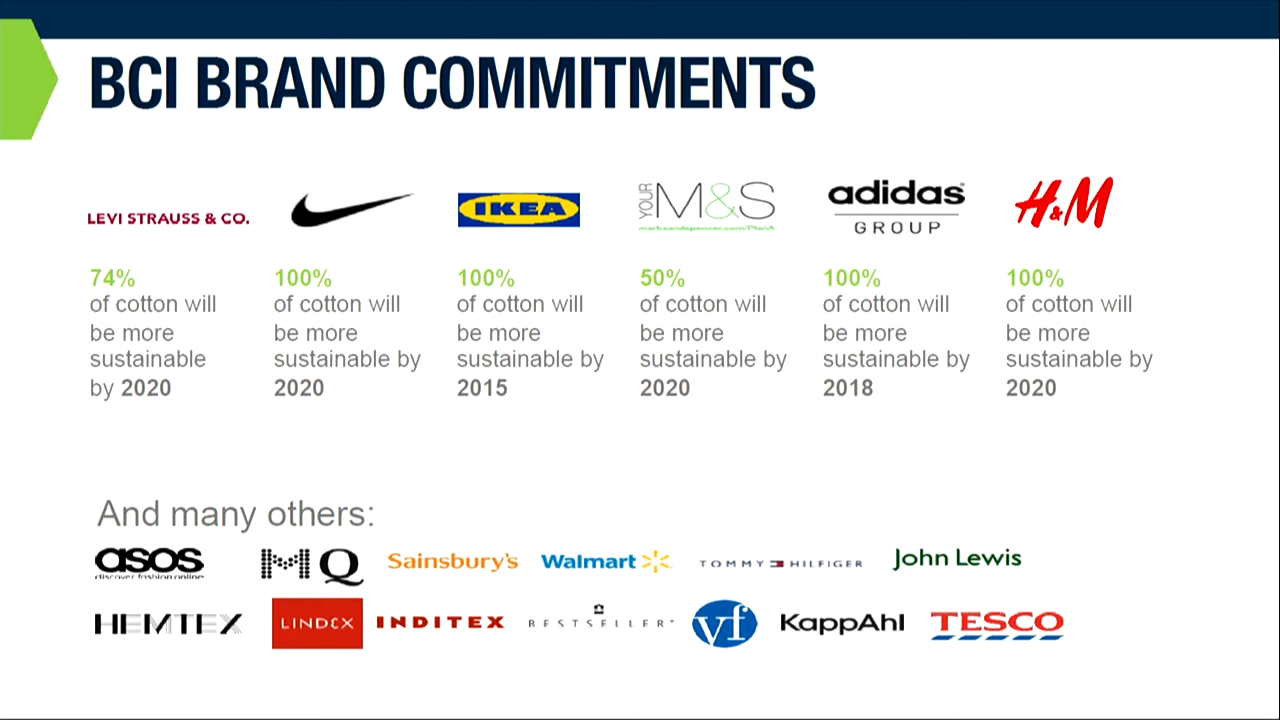 BCI BRAND COMMITMENTS
LEVI STRAUSS & CO.
IKEA
YOUR M&S
marksandspencer.com/PlanA
adidas
GROUP
H&M
74%
of cotton will
be more
sustainable
by 2020
100%
of cotton will
be more
sustainable by
2020
100%
of cotton will
be more
sustainable by
2015
50%
of cotton will
be more
sustainable by
2020
100%
of cotton will
be more
sustainable by
2018
100%
of cotton will
be more
sustainable by
2020
And many others:
asos
discover fashion online
MQ
Sainsbury's
Walmart
TOMMY HILFIGER
John Lewis
HEMTEX
LINDEX
INDITEX
BESTSELLER
vf
KappAhl
TESCO